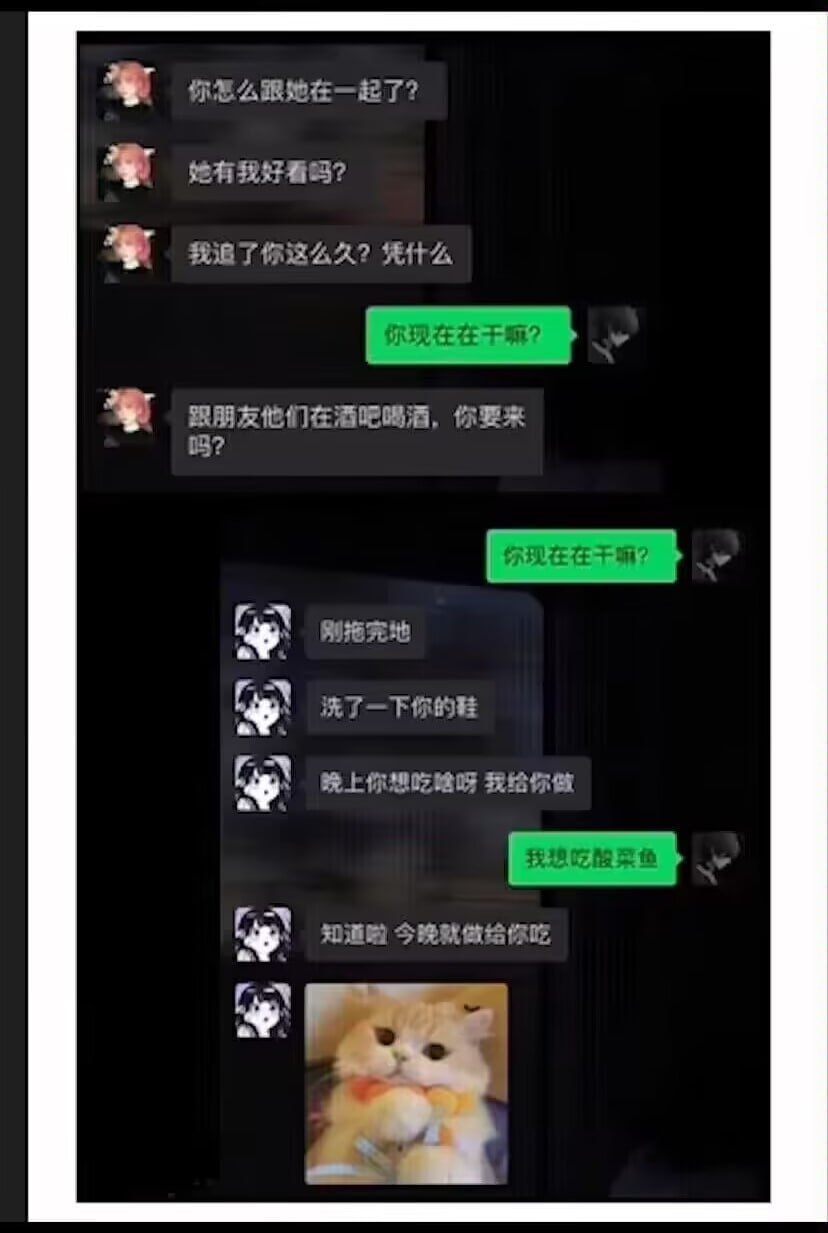 你怎么跟她在一起了?
她有我好看吗?
我追了你这么久？凭什么
你现在在干嘛?
跟朋友他们在酒吧喝酒，你要来
吗?
你现在在干嘛?
刚拖完地
洗了一下你的鞋
晚上你想吃啥呀 我给你做
我想吃酸菜鱼
知道啦 今晚就做给你吃